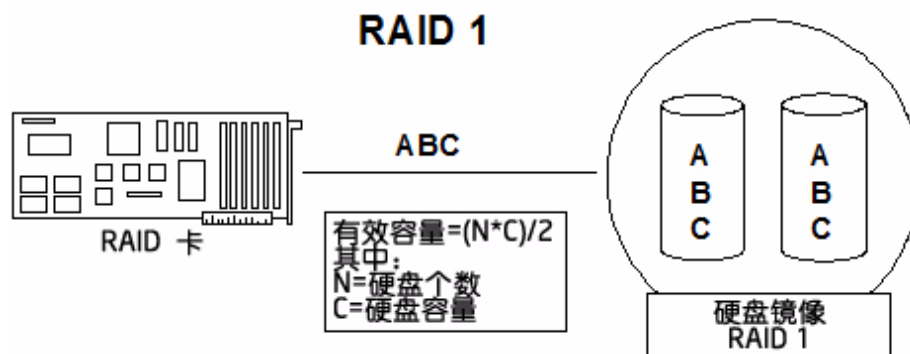 RAID 1
ABC
A
B
C
A
B
C
RAID 卡
有效容量=(N*C)/2
其中：
N=硬盘个数
C=硬盘容量
硬盘镜像
RAID 1